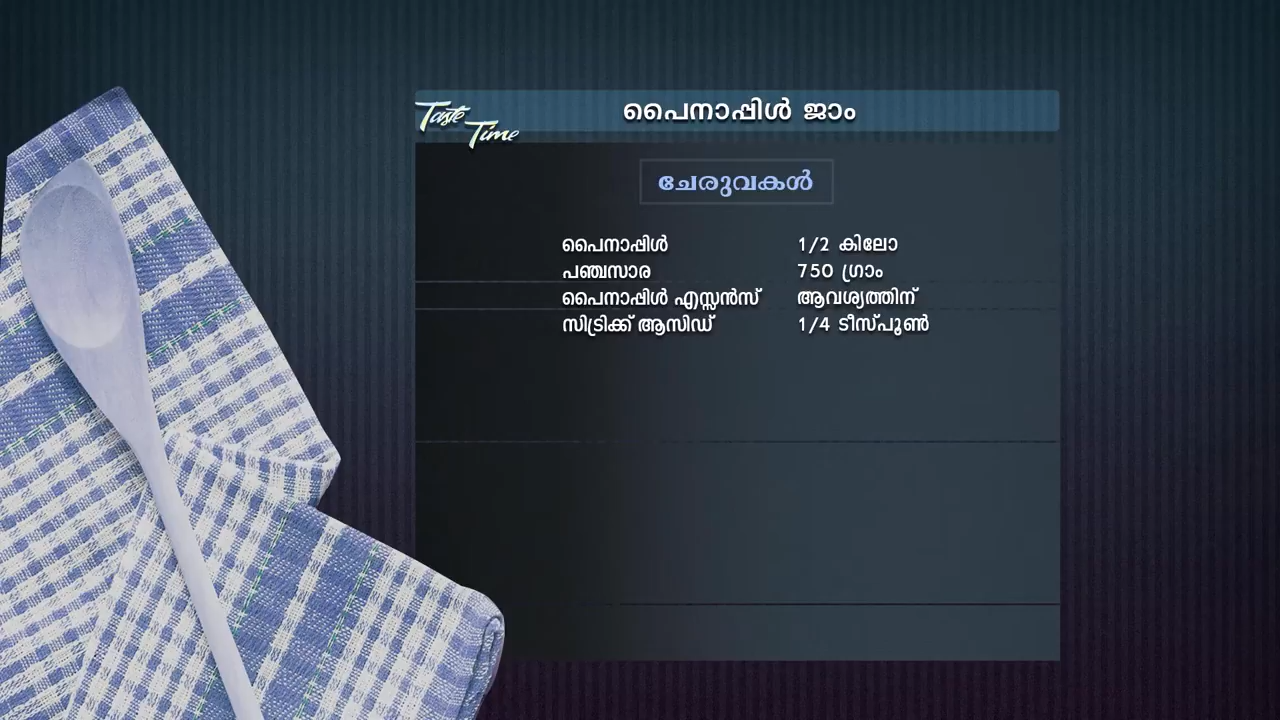 Taste Time
പൈനാപ്പിൾ ജാം
ചേരുവകൾ
പൈനാപ്പിൾ 1/2 കിലോ
പഞ്ചസാര 750 ഗ്രാം
പൈനാപ്പിൾ എസ്സൻസ് ആവശ്യത്തിന്
സിട്രിക്ക് ആസിഡ് 1/4 ടീസ്പൂൺ